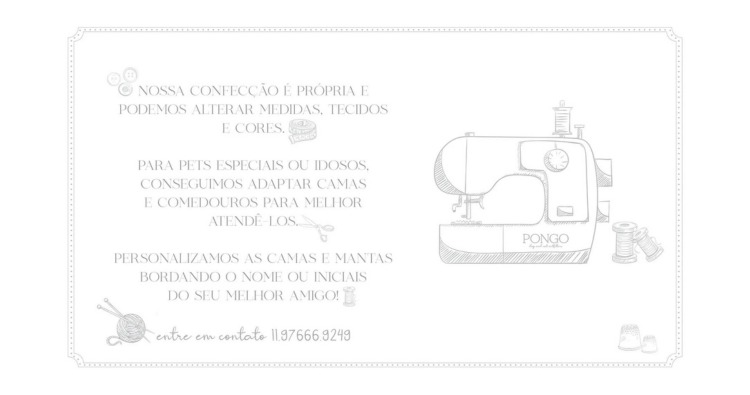 NOSSA CONFECÇÃO É PRÓPRIA E
PODEMOS ALTERAR MEDIDAS, TECIDOS
E CORES.
PARA PETS ESPECIAIS OU IDOSOS,
CONSEGUIMOS ADAPTAR CAMAS
E COMEDOUROS PARA MELHOR
ATENDÊ-LOS.
PERSONALIZAMOS AS CAMAS E MANTAS
BORDANDO O NOME OU INICIAIS
DO SEU MELHOR AMIGO!
entre em contato 11.97666.9249
PONGO